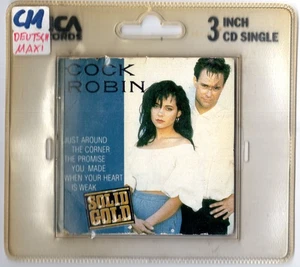 CM
DEUTSCH
MAXI
CA
CORDS
3 INCH
CD SINGLE
COCK
ROBIN
JUST AROUND
THE CORNER
THE PROMISE
YOU MADE
WHEN YOUR HEART
IS WEAK
SOLID
GOLD